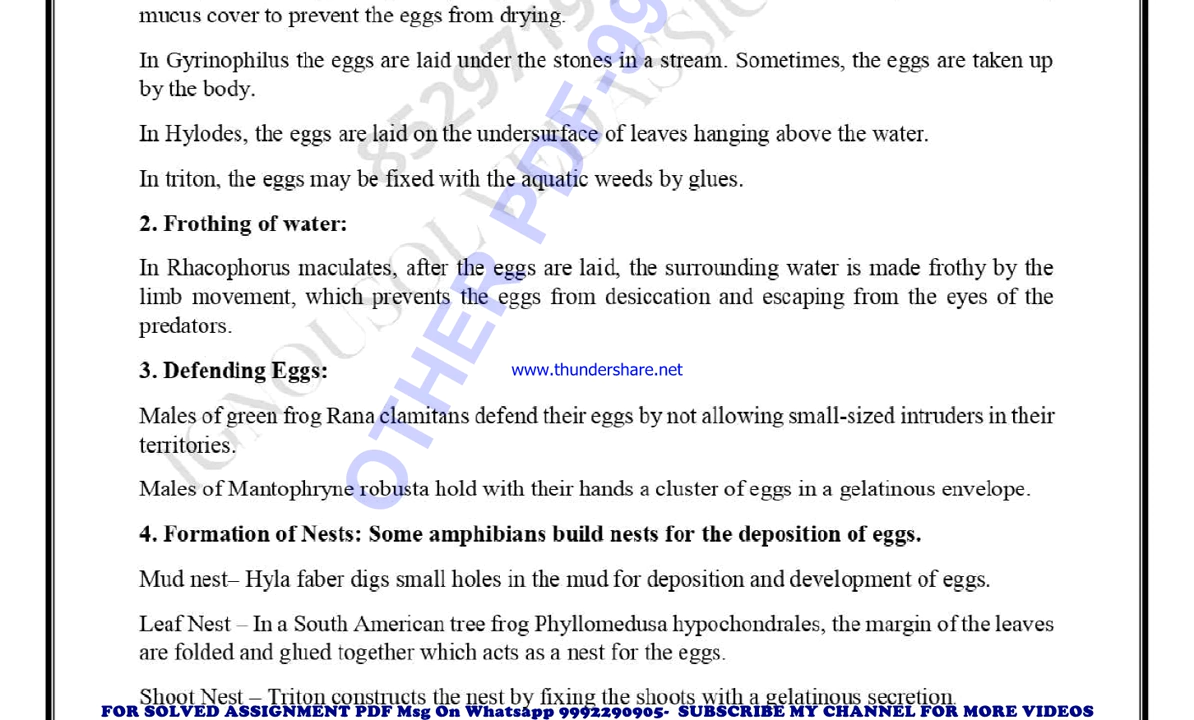 mucus cover to prevent the eggs from drying.
In Gyrinophilus the eggs are laid under the stones in a stream. Sometimes, the eggs are taken up
by the body.
In Hylodes, the eggs are laid on the undersurface of leaves hanging above the water.
In triton, the eggs may be fixed with the aquatic weeds by glues.
2. Frothing of water:
In Rhacophorus maculates, after the eggs are laid, the surrounding water is made frothy by the
limb movement, which prevents the eggs from desiccation and escaping from the eyes of the
predators.
3. Defending Eggs:
www.thundershare.net
Males of green frog Rana clamitans defend their eggs by not allowing small-sized intruders in their
territories.
Males of Mantophryne robusta hold with their hands a cluster of eggs in a gelatinous envelope.
4. Formation of Nests: Some amphibians build nests for the deposition of eggs.
Mud nest– Hyla faber digs small holes in the mud for deposition and development of eggs.
Leaf Nest – In a South American tree frog Phyllomedusa hypochondrales, the margin of the leaves
are folded and glued together which acts as a nest for the eggs.
Shoot Nest – Triton constructs the nest by fixing the shoots with a gelatinous secretion.
FOR SOLVED ASSIGNMENT PDF Msg On Whatsapp 9992290905- SUBSCRIBE MY CHANNEL FOR MORE VIDEOS
OTHER PDF-99